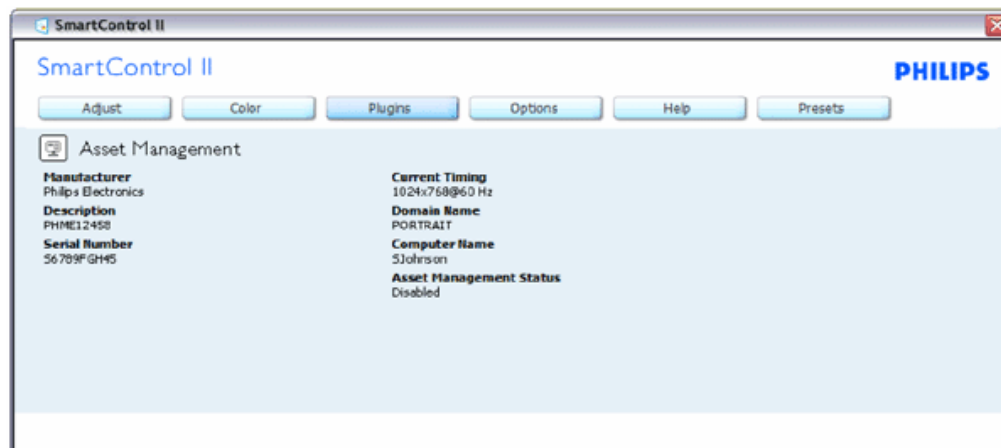 SmartControl II
SmartControl II
PHILIPS
Adjust Color Plugins Options Help Presets
Asset Management
Manufacturer
Philips Electronics
Description
PHME12458
Serial Number
S6789FGH45
Current Timing
1024x768@60 Hz
Domain Name
PORTRAIT
Computer Name
SJohnson
Asset Management Status
Disabled